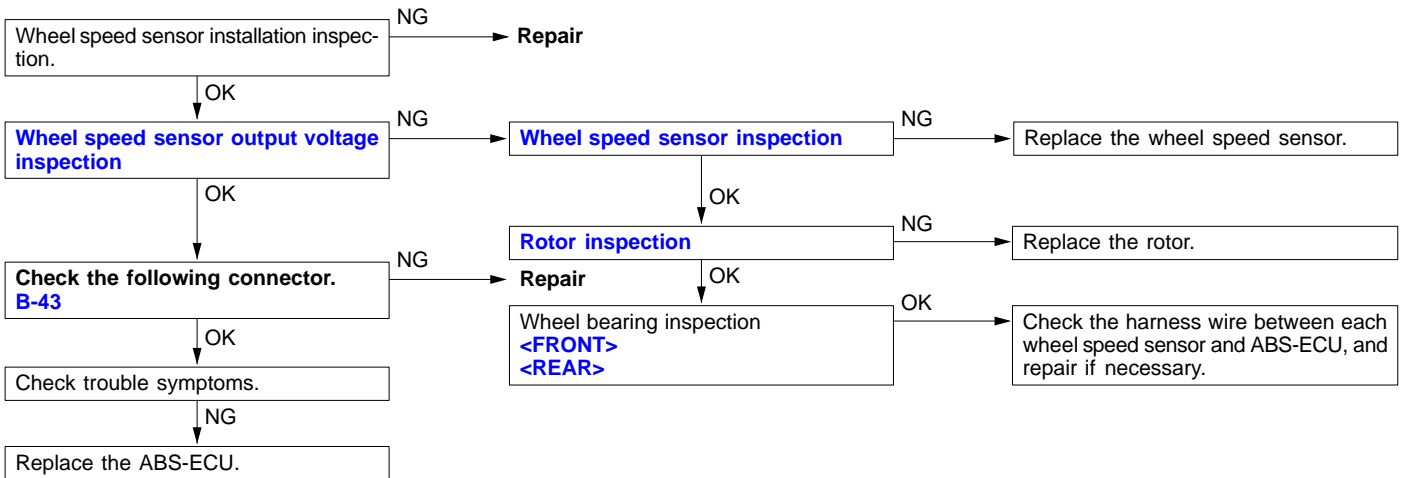 NG
Wheel speed sensor installation inspec-
tion.
Repair
OK
Wheel speed sensor output voltage
inspection
NG
Wheel speed sensor inspection
NG
Replace the wheel speed sensor.
OK
OK
Rotor inspection
NG
Replace the rotor.
Check the following connector.
B-43
NG
Repair
OK
Wheel bearing inspection
<FRONT>
<REAR>
OK
Check the harness wire between each
wheel speed sensor and ABS-ECU, and
repair if necessary.
OK
Check trouble symptoms.
NG
Replace the ABS-ECU.